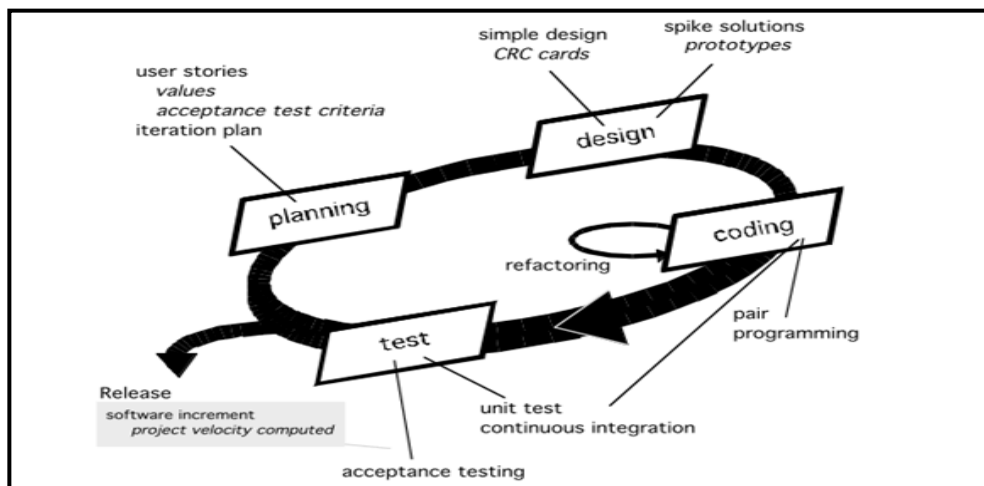 simple design
CRC cards
spike solutions
prototypes
user stories
values
acceptance test criteria
iteration plan
design
planning
coding
refactoring
pair
programming
test
Release
software increment
project velocity computed
unit test
continuous integration
acceptance testing